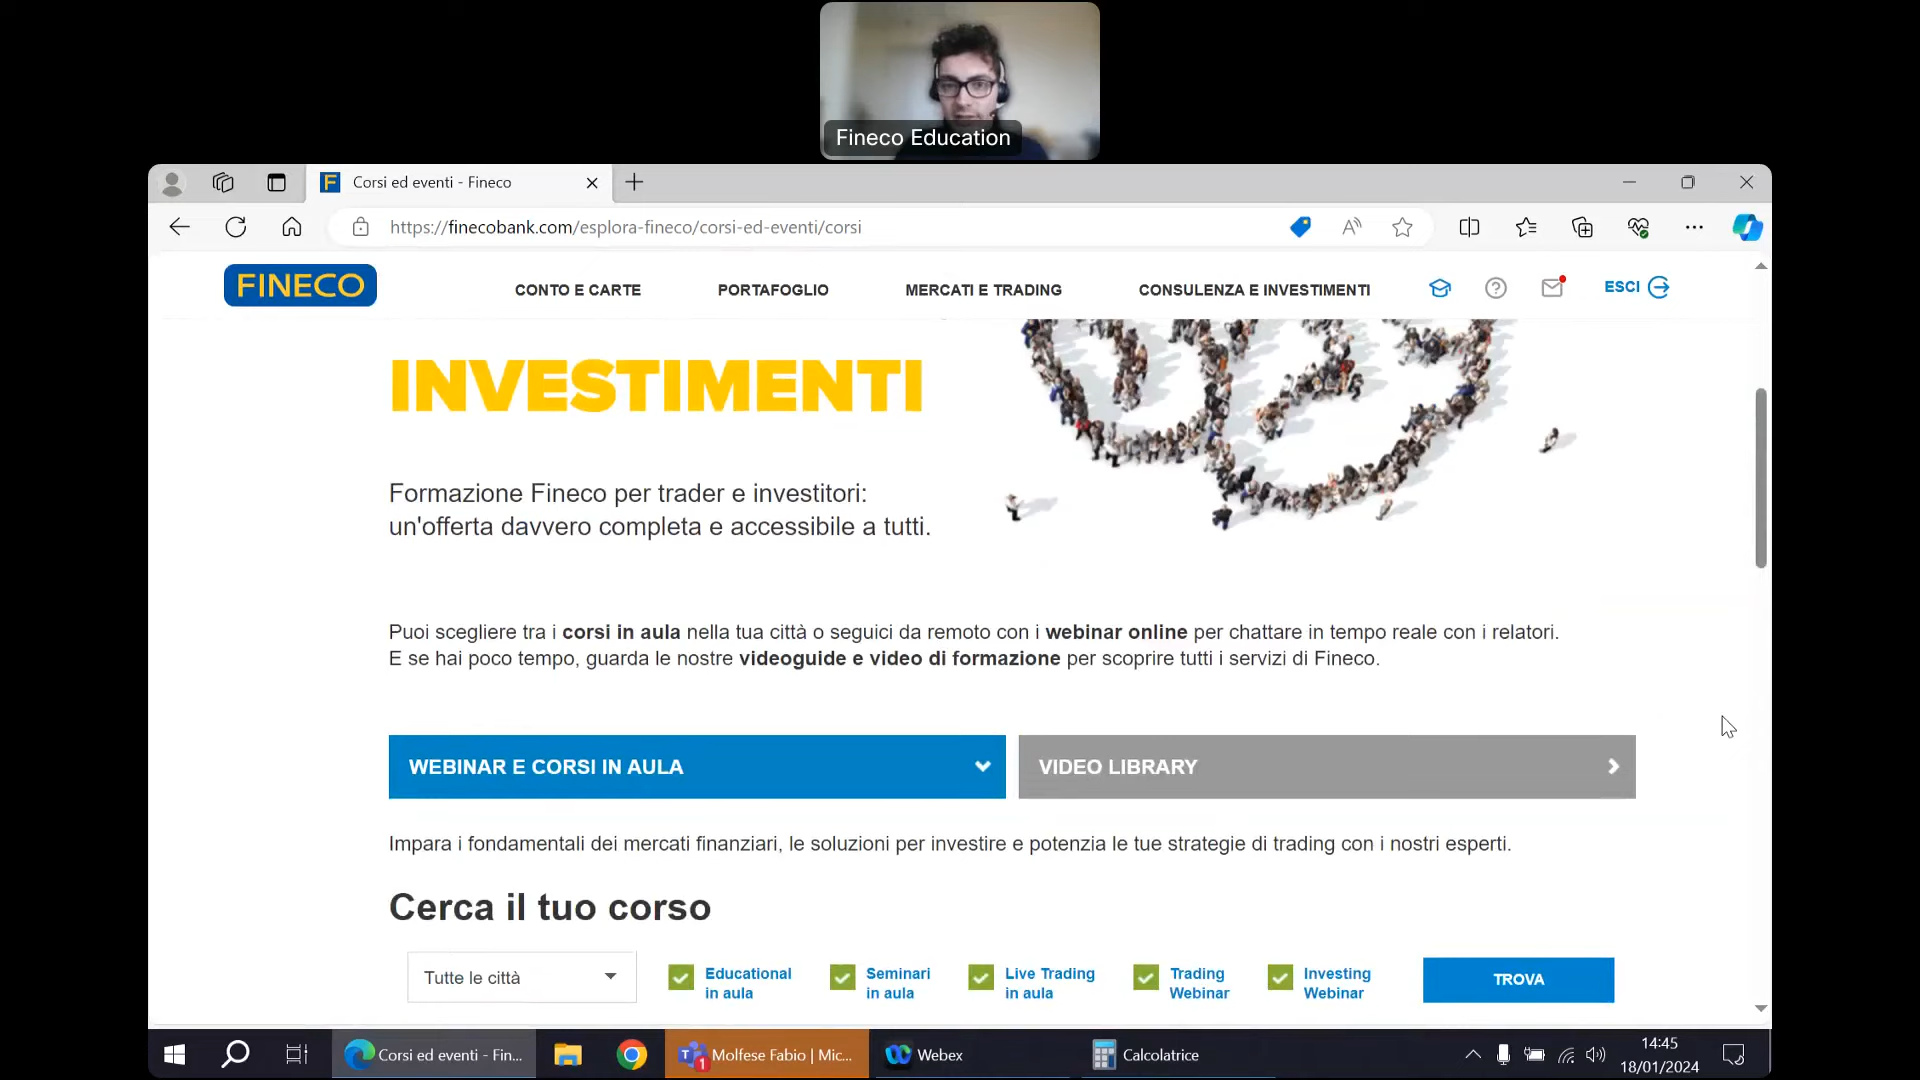 Fineco Education
Corsi ed eventi - Fineco
https://finecobank.com/esplora-fineco/corsi-ed-eventi/corsi
FINECO
CONTO E CARTE
PORTAFOGLIO
MERCATI E TRADING
CONSULENZA E INVESTIMENTI
ESCI
INVESTIMENTI
Formazione Fineco per trader e investitori:
un'offerta davvero completa e accessibile a tutti.
Puoi scegliere tra i corsi in aula nella tua città o seguici da remoto con i webinar online per chattare in tempo reale con i relatori.
E se hai poco tempo, guarda le nostre videoguide e video di formazione per scoprire tutti i servizi di Fineco.
WEBINAR E CORSI IN AULA
VIDEO LIBRARY
Impara i fondamentali dei mercati finanziari, le soluzioni per investire e potenzia le tue strategie di trading con i nostri esperti.
Cerca il tuo corso
Tutte le città
Educational
in aula
Seminari
in aula
Live Trading
in aula
Trading
Webinar
Investing
Webinar
TROVA
Corsi ed eventi - Fin...
1
Molfese Fabio | Mic...
Webex
Calcolatrice
14:45
18/01/2024